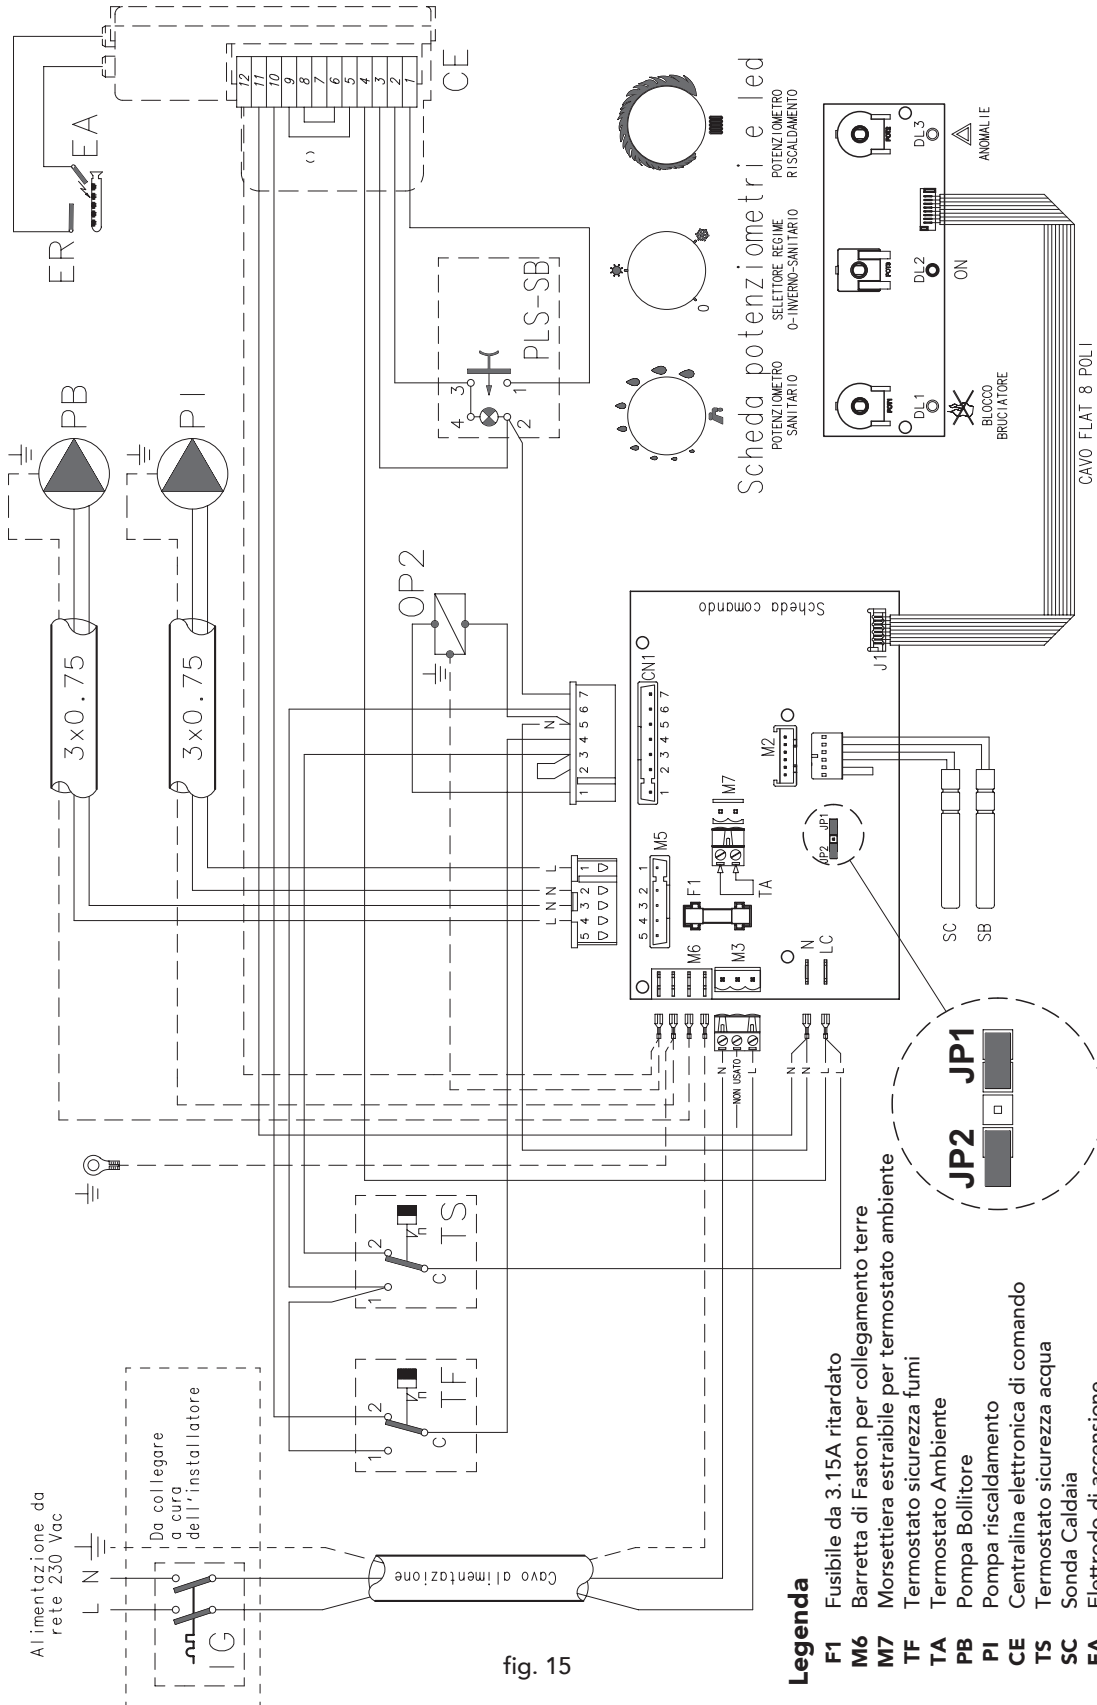 Alimentazione da
rete 230 Vac
L N
Da collegare
a cura
dell'installatore
IG
Cavo alimentazione
TF
1
2
C
n
TS
1
2
C
n
3x0.75
3x0.75
PB
PI
ER
EA
12
11
10
9
8
7
6
5
4
3
2
1
CE
PLS-SB
4
3
2
1
OP2
L N N L
5 4 3 2 1
N
1 2 3 4 5 6 7
N
NON USATO
L
N
N
L
L
Scheda comando
M6
M3
N
LC
5 4 3 2 1
M5
F1
TA
M7
CN1
1 2 3 4 5 6 7
M2
J1
JP2 JP1
JP2 JP1
SC
SB
CAVO FLAT 8 POLI
Scheda potenziometri e led
POTENZIOMETRO
SANITARIO
SELETTORE REGIME
O-INVERNO-SANITARIO
POTENZIOMETRO
RISCALDAMENTO
0
POT1
POT3
POT2
DL1
DL2
DL3
BLOCCO
BRUCIATORE
ON
ANOMALIE
Legenda
F1 Fusibile da 3.15A ritardato
M6 Barretta di Faston per collegamento terre
M7 Morsettiera estraibile per termostato ambiente
TF Termostato sicurezza fumi
TA Termostato Ambiente
PB Pompa Bollitore
PI Pompa riscaldamento
CE Centralina elettronica di comando
TS Termostato sicurezza acqua
SC Sonda Caldaia
EA Elettrodo di accensione
fig. 15